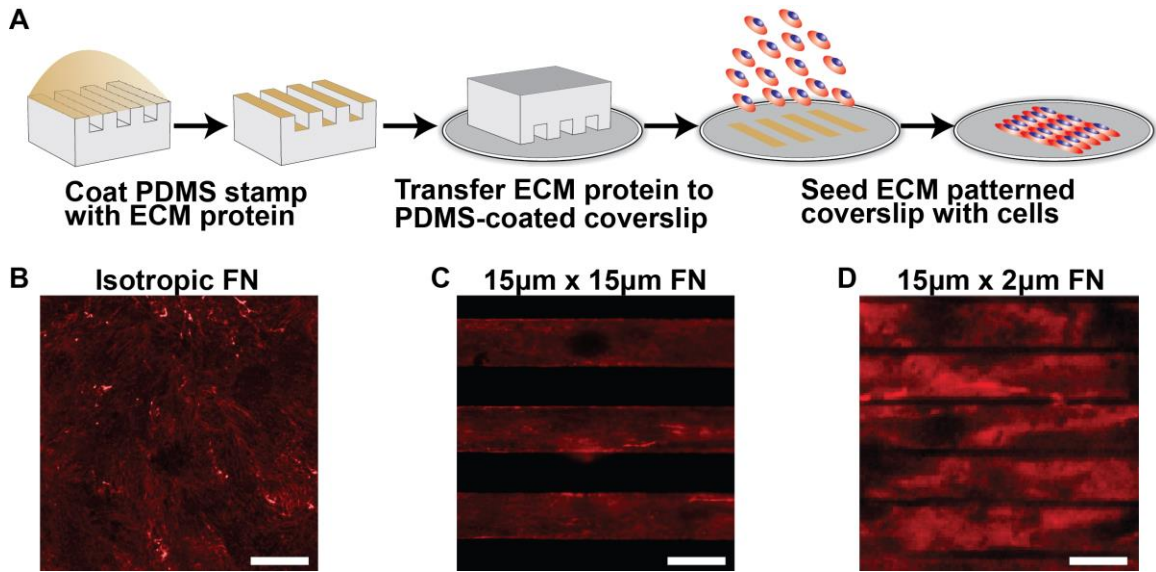 A
Coat PDMS stamp
with ECM protein
Transfer ECM protein to
PDMS-coated coverslip
Seed ECM patterned
coverslip with cells
B Isotropic FN
C 15µm x 15µm FN
D 15µm x 2µm FN